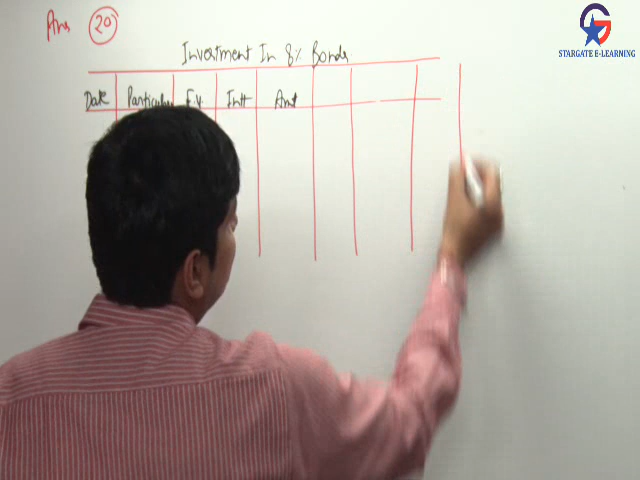 Ans 20
STARGATE E-LEARNING
Investment In 8% Bonds
Date Particulars F.V. Intt Amt